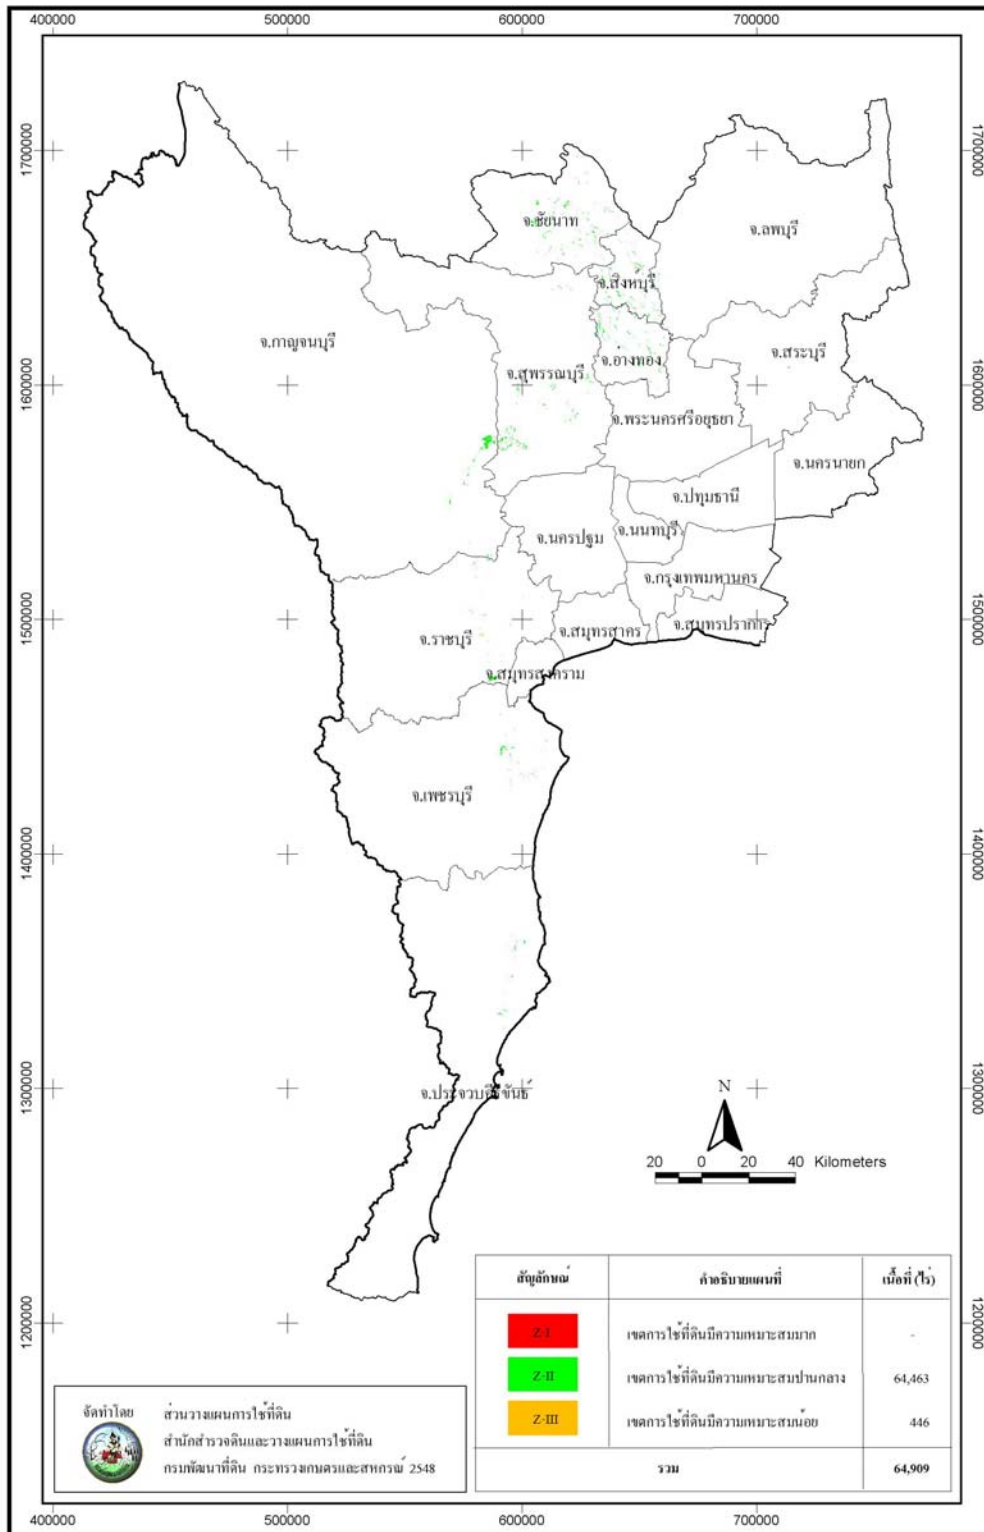 400000 500000 600000 700000
1700000 1700000
จ.ชัยนาท
จ.ลพบุรี
จ.สิงห์บุรี
จ.กาญจนบุรี
จ.สระบุรี
จ.อ่างทอง
จ.สุพรรณบุรี
1600000 1600000
จ.พระนครศรีอยุธยา
จ.นครนายก
จ.ปทุมธานี
จ.นนทบุรี
จ.นครปฐม
จ.กรุงเทพมหานคร
1500000 1500000
จ.สมุทรปราการ
จ.สมุทรสาคร
จ.ราชบุรี
จ.สมุทรสงคราม
จ.เพชรบุรี
1400000 1400000
1300000 1300000
จ.ประจวบคีรีขันธ์
N
20 0 20 40 Kilometers
1200000 1200000
สัญลักษณ์ คำอธิบายแผนที่ เนื้อที่ (ไร่)
Z-I เขตการใช้ที่ดินมีความเหมาะสมมาก -
Z-II เขตการใช้ที่ดินมีความเหมาะสมปานกลาง 64,463
Z-III เขตการใช้ที่ดินมีความเหมาะสมน้อย 446
รวม 64,909
จัดทำโดย ส่วนวางแผนการใช้ที่ดิน
สำนักสำรวจดินและวางแผนการใช้ที่ดิน
กรมพัฒนาที่ดิน กระทรวงเกษตรและสหกรณ์ 2548
400000 500000 600000 700000